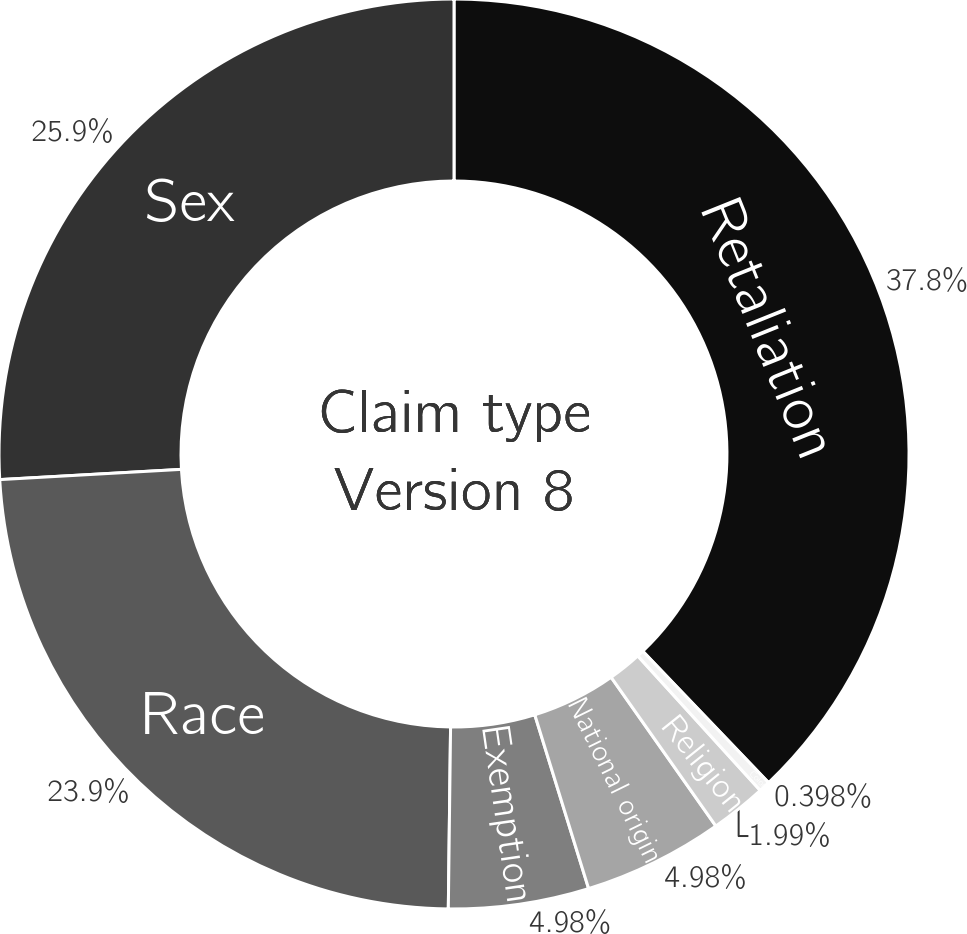 25.9%
Sex
Retaliation
37.8%
Claim type
Version 8
Race
23.9%
Exemption
National origin
Religion
0.398%
1.99%
4.98%
4.98%